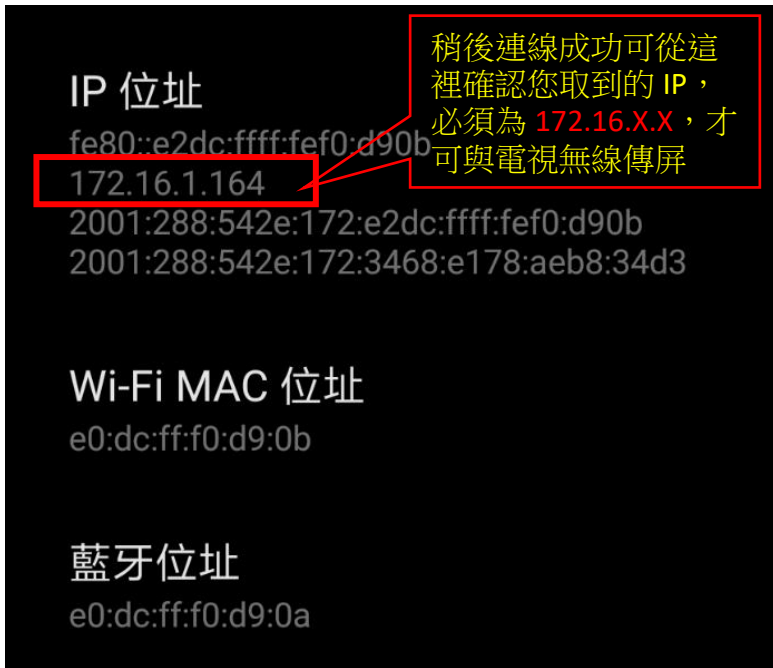 IP 位址
fe80::e2dc:ffff:fef0:d90b
172.16.1.164
2001:288:542e:172:e2dc:ffff:fef0:d90b
2001:288:542e:172:3468:e178:aeb8:34d3
稍後連線成功可從這
裡確認您取到的 IP，
必須為 172.16.X.X，才
可與電視無線傳屏
Wi-Fi MAC 位址
e0:dc:ff:f0:d9:0b
藍牙位址
e0:dc:ff:f0:d9:0a